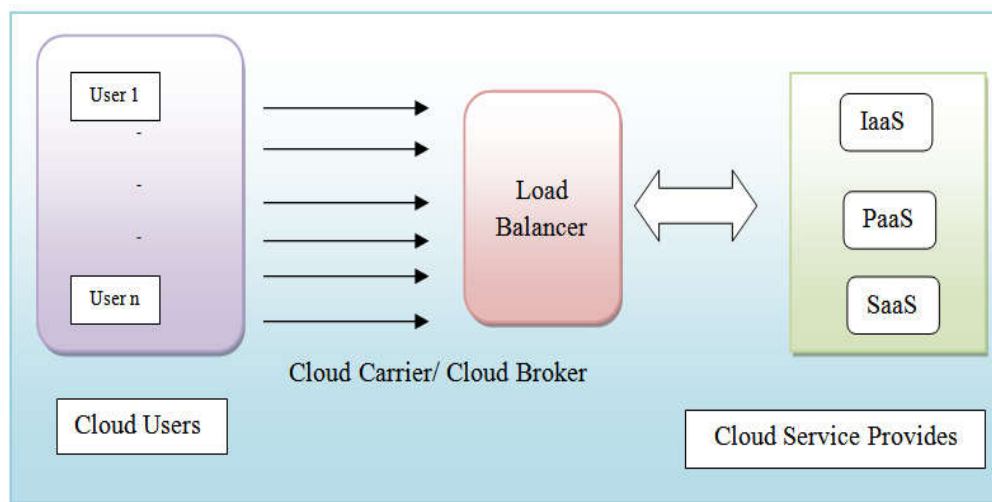 User 1
-
-
-
User n
Load
Balancer
IaaS
PaaS
SaaS
Cloud Carrier/ Cloud Broker
Cloud Users
Cloud Service Provides